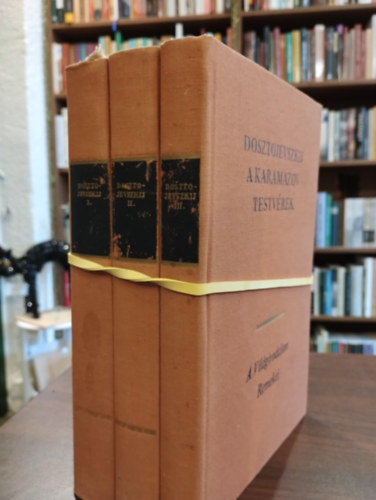 DOSZTO-
JEVSZKIJ
I.
DOSZTO-
JEVSZKIJ
II.
DOSZTO-
JEVSZKIJ
III.
DOSZTOJEVSZKIJ
A KARAMAZOV
TESTVÉREK
A Világirodalom
Remekei